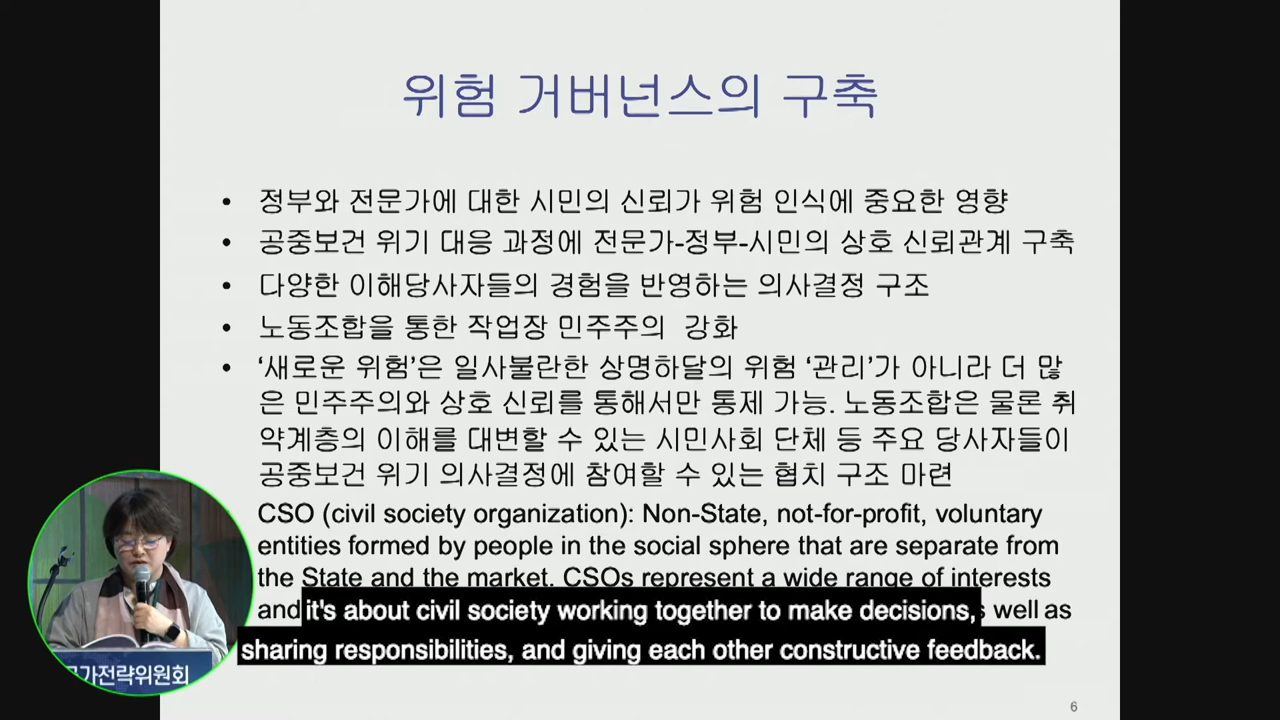 위험 거버넌스의 구축
• 정부와 전문가에 대한 시민의 신뢰가 위험 인식에 중요한 영향
• 공중보건 위기 대응 과정에 전문가-정부-시민의 상호 신뢰관계 구축
• 다양한 이해당사자들의 경험을 반영하는 의사결정 구조
• 노동조합을 통한 작업장 민주주의 강화
• ‘새로운 위험’은 일사불란한 상명하달의 위험 ‘관리’가 아니라 더 많
은 민주주의와 상호 신뢰를 통해서만 통제 가능. 노동조합은 물론 취
약계층의 이해를 대변할 수 있는 시민사회 단체 등 주요 당사자들이
공중보건 위기 의사결정에 참여할 수 있는 협치 구조 마련
CSO (civil society organization): Non-State, not-for-profit, voluntary
entities formed by people in the social sphere that are separate from
the State and the market. CSOs represent a wide range of interests
and well as
it's about civil society working together to make decisions,
sharing responsibilities, and giving each other constructive feedback.
국가전략위원회
6